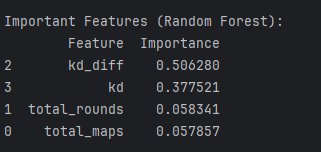 Important Features (Random Forest):
Feature Importance
2 kd_diff 0.506280
3 kd 0.377521
1 total_rounds 0.058341
0 total_maps 0.057857